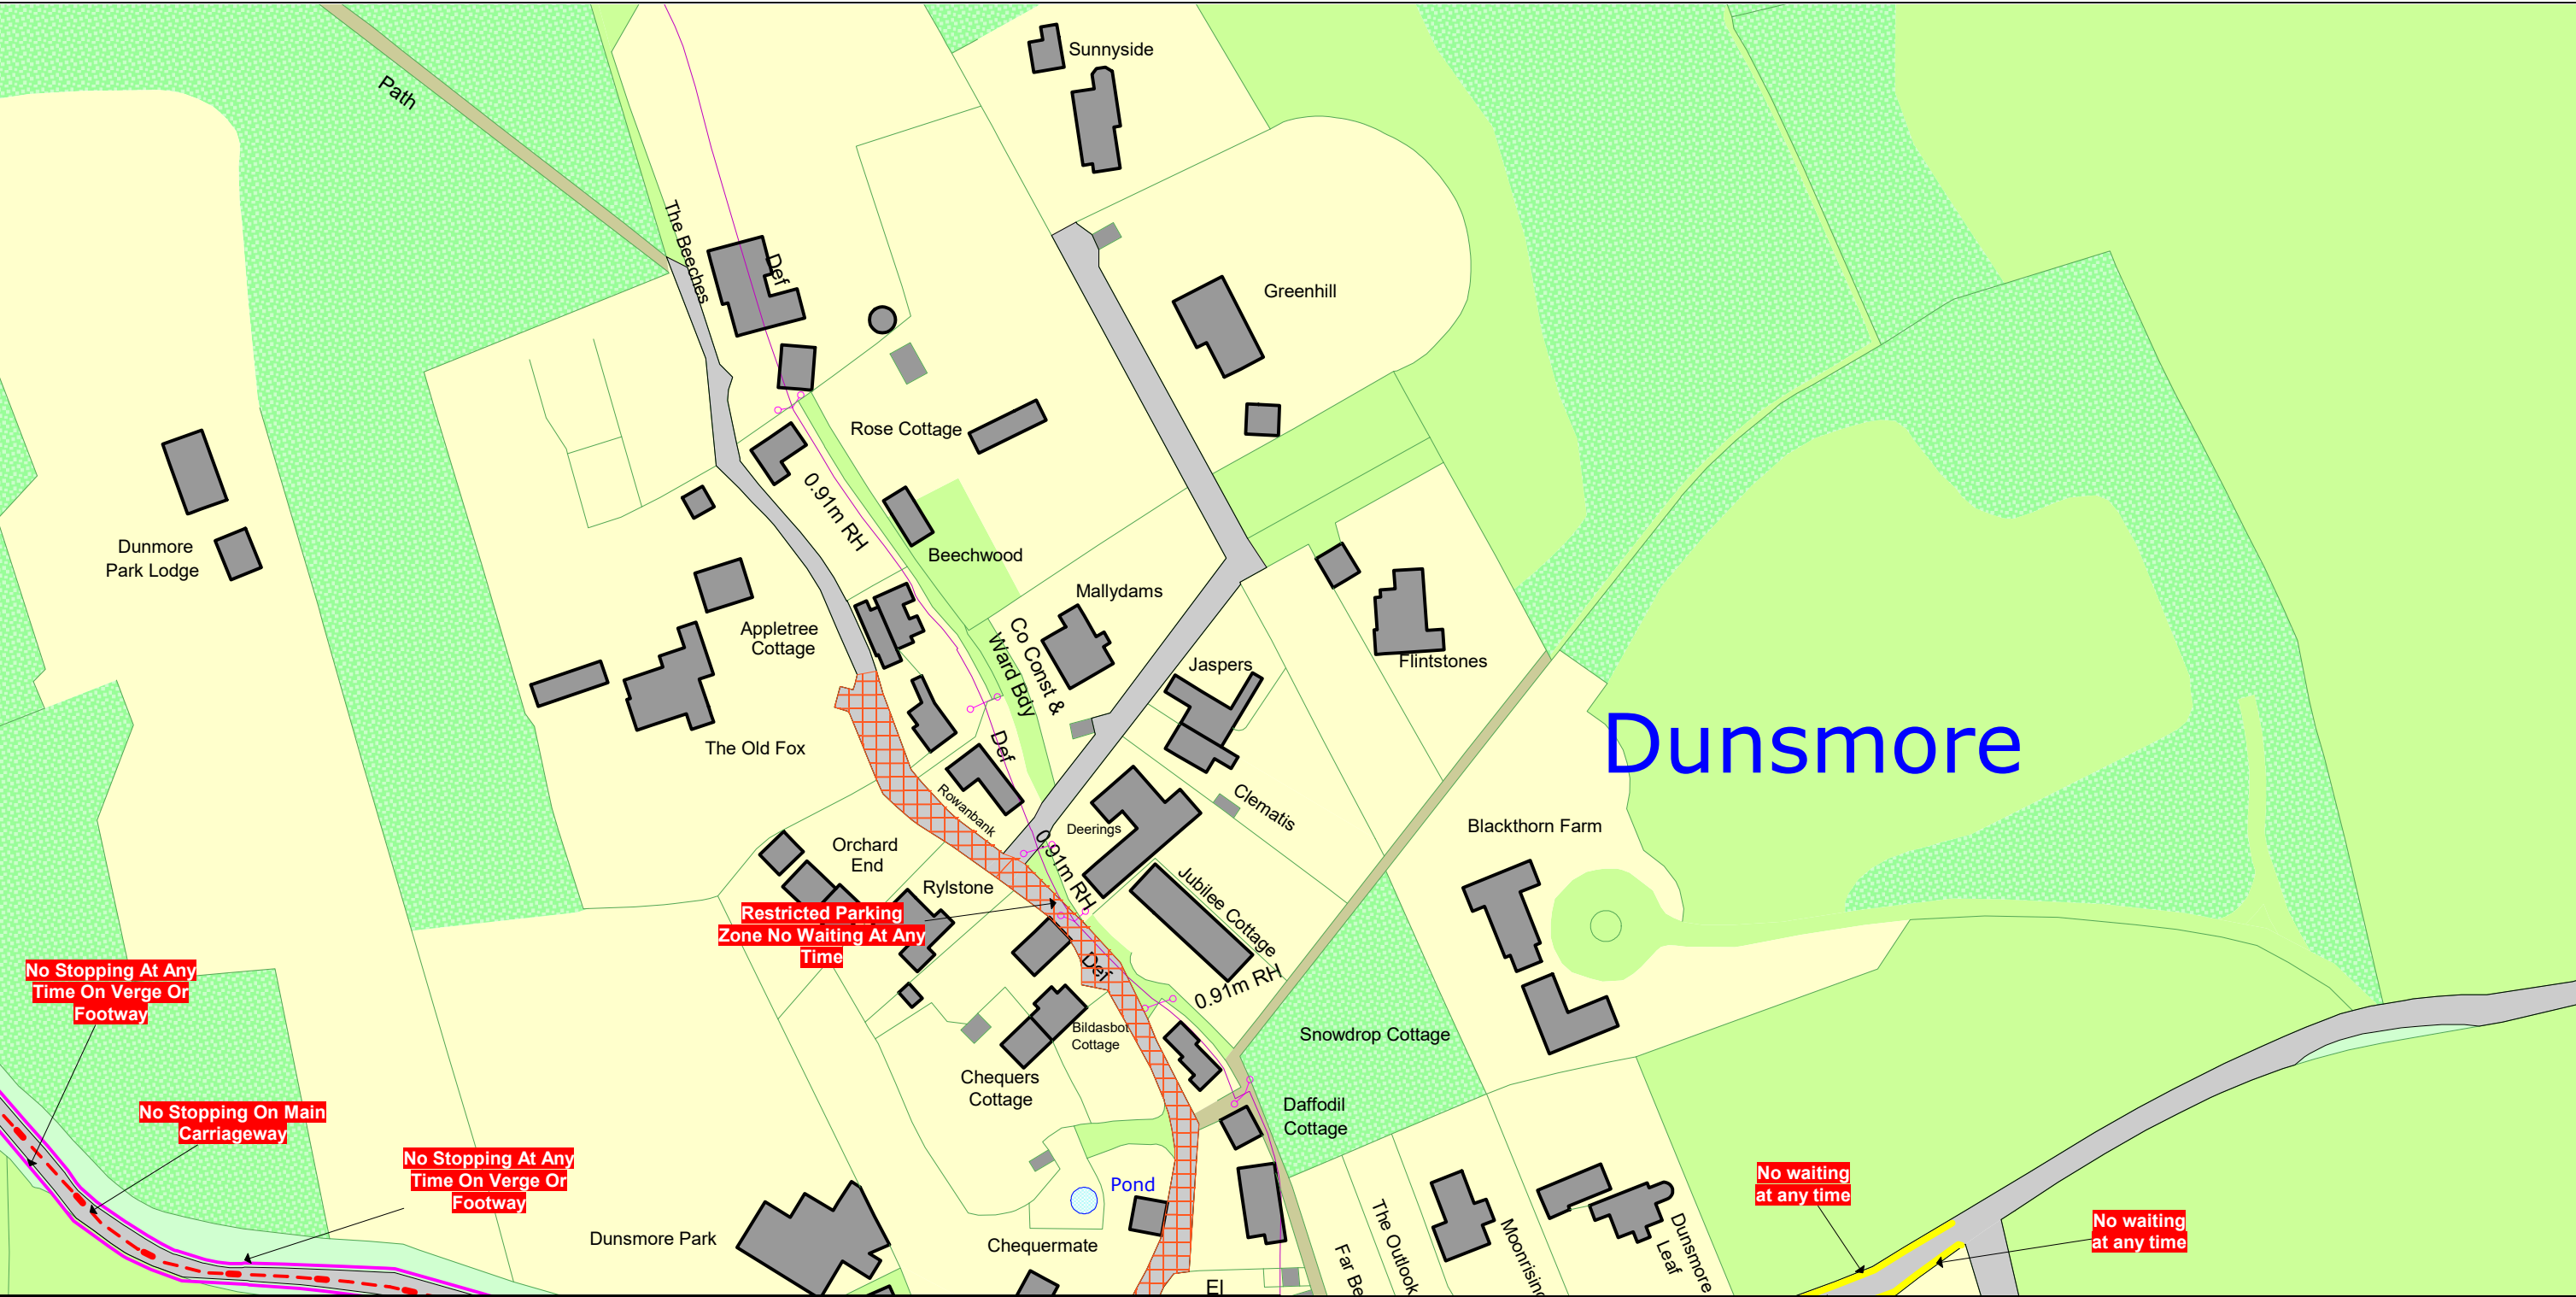 Sunnyside
Path
The Beeches
Def
Greenhill
Rose Cottage
0.91m RH
Dunmore
Park Lodge
Beechwood
Mallydams
Co Const &
Ward Bdy
Appletree
Cottage
Jaspers
Flintstones
The Old Fox
Def
Dunsmore
Rowanbank
Clematis
Deerings
Blackthorn Farm
Orchard
End
0.91m RH
Rylstone
Jubilee Cottage
Restricted Parking
Zone No Waiting At Any
Time
Def
0.91m RH
No Stopping At Any
Time On Verge Or
Footway
Bildasbot
Cottage
Snowdrop Cottage
Chequers
Cottage
No Stopping On Main
Carriageway
Daffodil
Cottage
No Stopping At Any
Time On Verge Or
Footway
Pond
No waiting
at any time
Dunsmore Park
Chequermate
The Outlook
Moonrising
Dunsmore
Leaf
No waiting
at any time
Far Be
El